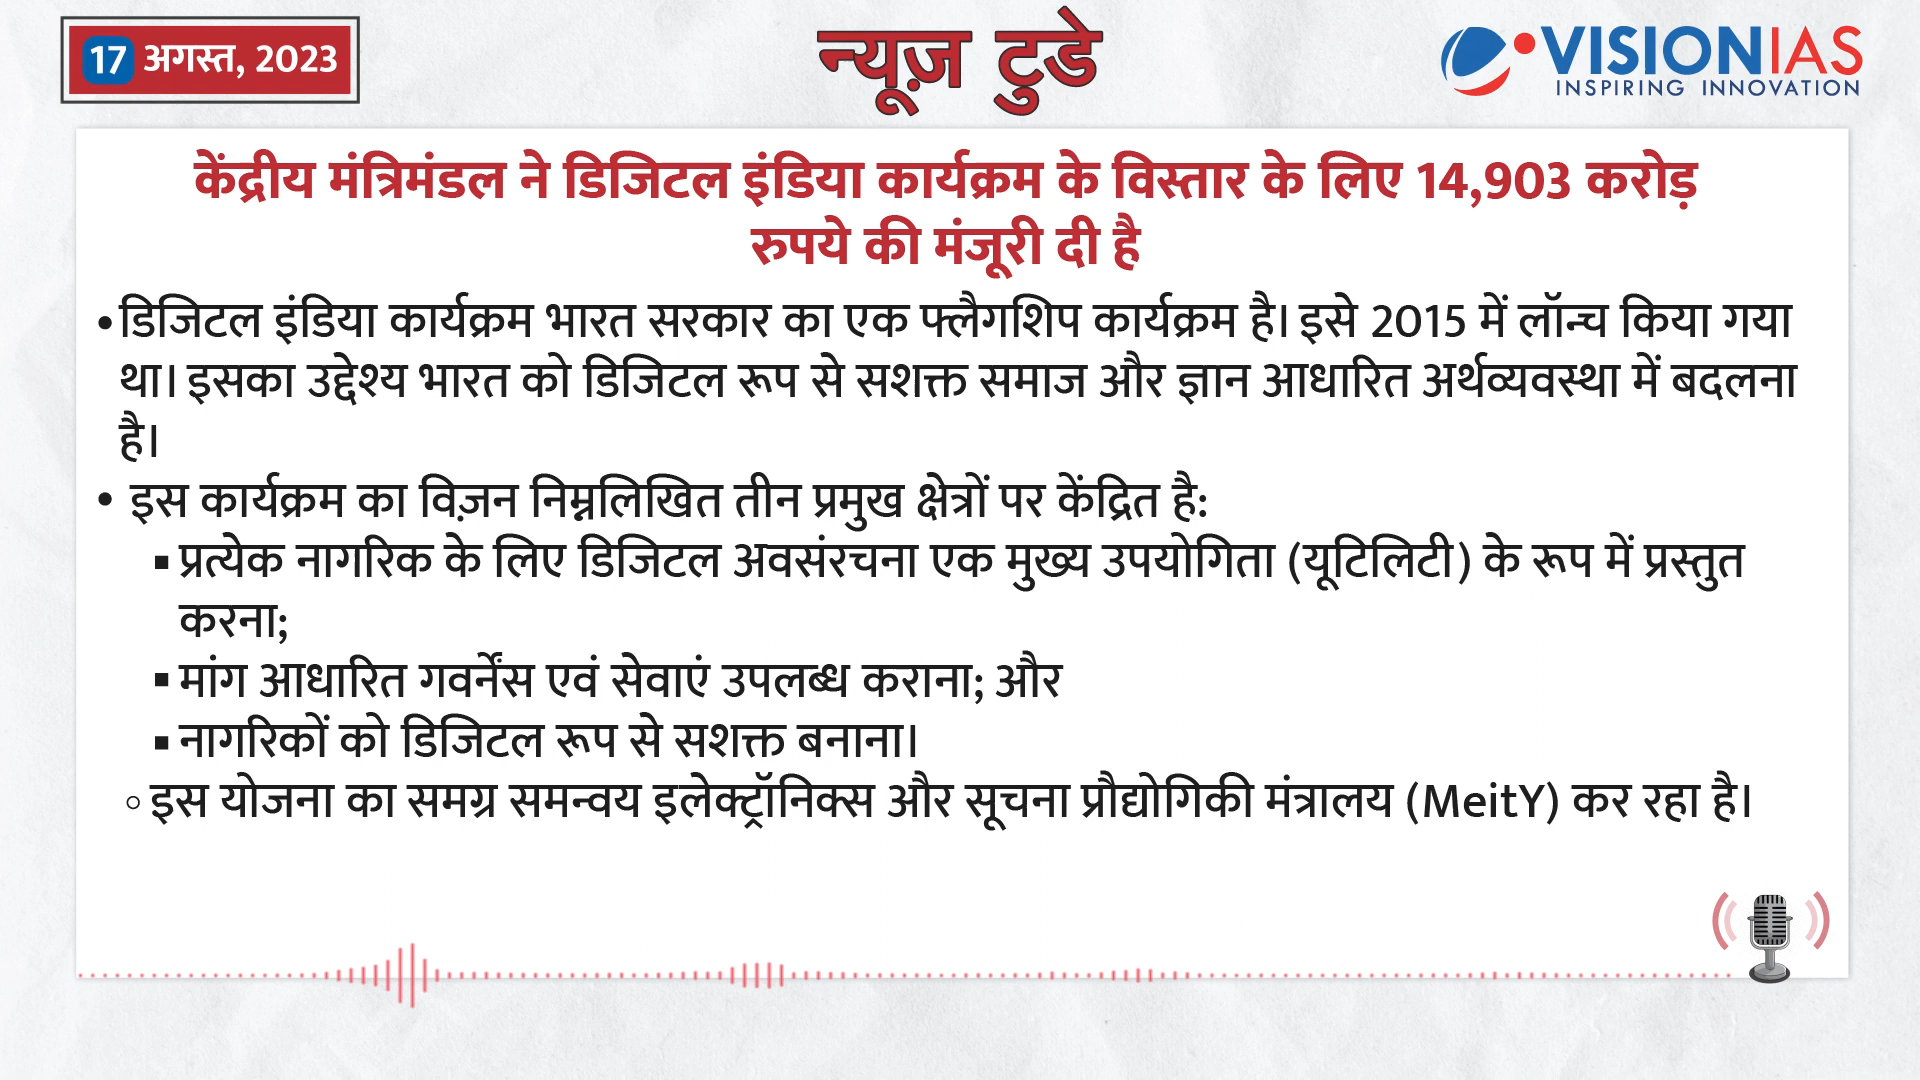 17 अगस्त, 2023
न्यूज़ टुडे
VISIONIAS
INSPIRING INNOVATION
केंद्रीय मंत्रिमंडल ने डिजिटल इंडिया कार्यक्रम के विस्तार के लिए 14,903 करोड़
रुपये की मंजूरी दी है
•डिजिटल इंडिया कार्यक्रम भारत सरकार का एक फ्लैगशिप कार्यक्रम है। इसे 2015 में लॉन्च किया गया
था। इसका उद्देश्य भारत को डिजिटल रूप से सशक्त समाज और ज्ञान आधारित अर्थव्यवस्था में बदलना
है।
• इस कार्यक्रम का विज़न निम्नलिखित तीन प्रमुख क्षेत्रों पर केंद्रित है:
▪ प्रत्येक नागरिक के लिए डिजिटल अवसंरचना एक मुख्य उपयोगिता (यूटिलिटी) के रूप में प्रस्तुत
करना;
▪ मांग आधारित गवर्नेंस एवं सेवाएं उपलब्ध कराना; और
▪ नागरिकों को डिजिटल रूप से सशक्त बनाना।
◦ इस योजना का समग्र समन्वय इलेक्ट्रॉनिक्स और सूचना प्रौद्योगिकी मंत्रालय (MeitY) कर रहा है।